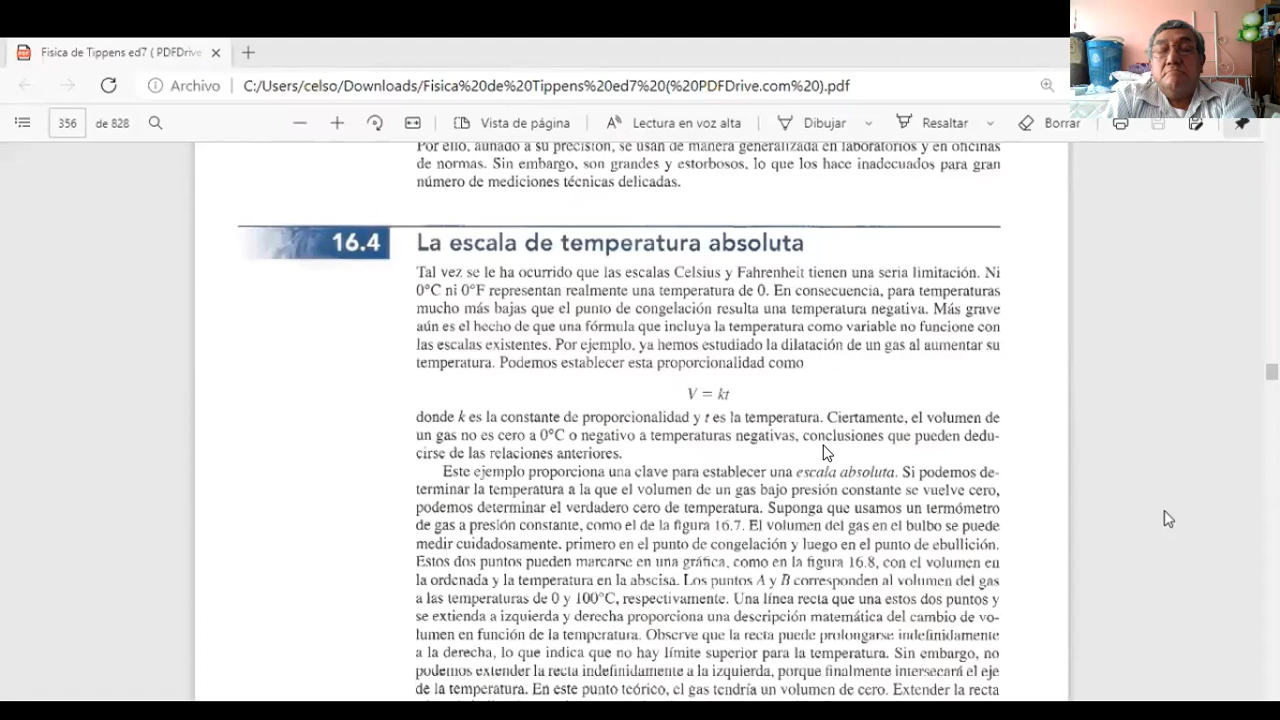 Fisica de Tippens ed7 ( PDFDrive
Archivo C:/Users/celso/Downloads/Fisica%20de%20Tippens%20ed7%20(%20PDFDrive.com%20).pdf
356 de 828 Vista de página Lectura en voz alta Dibujar Resaltar Borrar
Por ello, aunado a su precisión, se usan de manera generalizada en laboratorios y en oficinas
de normas. Sin embargo, son grandes y estorbosos, lo que los hace inadecuados para gran
número de mediciones técnicas delicadas.
16.4 La escala de temperatura absoluta
Tal vez se le ha ocurrido que las escalas Celsius y Fahrenheit tienen una seria limitación. Ni
0°C ni 0°F representan realmente una temperatura de 0. En consecuencia, para temperaturas
mucho más bajas que el punto de congelación resulta una temperatura negativa. Más grave
aún es el hecho de que una fórmula que incluya la temperatura como variable no funcione con
las escalas existentes. Por ejemplo, ya hemos estudiado la dilatación de un gas al aumentar su
temperatura. Podemos establecer esta proporcionalidad como
V = kt
donde k es la constante de proporcionalidad y t es la temperatura. Ciertamente, el volumen de
un gas no es cero a 0°C o negativo a temperaturas negativas, conclusiones que pueden dedu-
cirse de las relaciones anteriores.
Este ejemplo proporciona una clave para establecer una escala absoluta. Si podemos de-
terminar la temperatura a la que el volumen de un gas bajo presión constante se vuelve cero,
podemos determinar el verdadero cero de temperatura. Suponga que usamos un termómetro
de gas a presión constante, como el de la figura 16.7. El volumen del gas en el bulbo se puede
medir cuidadosamente, primero en el punto de congelación y luego en el punto de ebullición.
Estos dos puntos pueden marcarse en una gráfica, como en la figura 16.8, con el volumen en
la ordenada y la temperatura en la abscisa. Los puntos A y B corresponden al volumen del gas
a las temperaturas de 0 y 100°C, respectivamente. Una línea recta que una estos dos puntos y
se extienda a izquierda y derecha proporciona una descripción matemática del cambio de vo-
lumen en función de la temperatura. Observe que la recta puede prolongarse indefinidamente
a la derecha, lo que indica que no hay límite superior para la temperatura. Sin embargo, no
podemos extender la recta indefinidamente a la izquierda, porque finalmente intersecará el eje
de la temperatura. En este punto teórico, el gas tendría un volumen de cero. Extender la recta